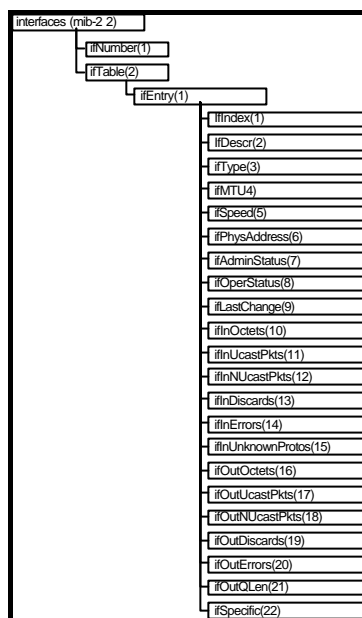 interfaces (mib-2 2)
ifNumber(1)
ifTable(2)
ifEntry(1)
IfIndex(1)
IfDescr(2)
ifType(3)
ifMTU4)
ifSpeed(5)
ifPhysAddress(6)
ifAdminStatus(7)
ifOperStatus(8)
ifLastChange(9)
ifInOctets(10)
ifInUcastPkts(11)
ifInNUcastPkts(12)
ifInDiscards(13)
ifInErrors(14)
ifInUnknownProtos(15)
ifOutOctets(16)
ifOutUcastPkts(17)
ifOutNUcastPkts(18)
ifOutDiscards(19)
ifOutErrors(20)
ifOutQLen(21)
ifSpecific(22)